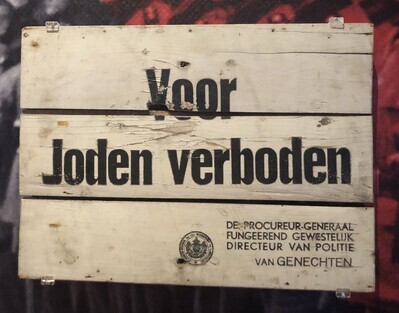 Voor
Joden verboden
DE PROCUREUR-GENERAAL
FUNGEEREND GEWESTELIJK
DIRECTEUR VAN POLITIE
VAN GENECHTEN